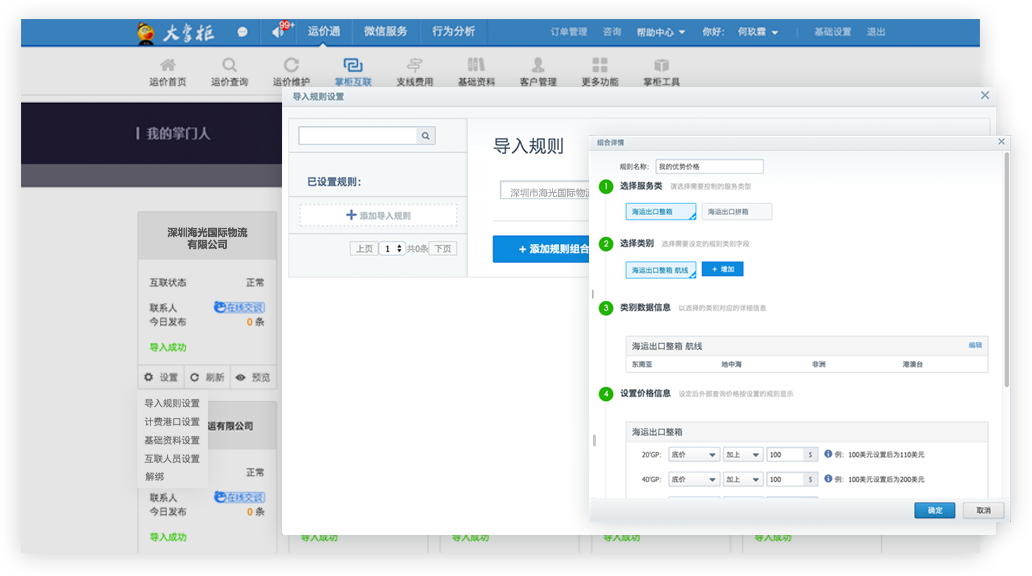 大掌柜
99+
运价通 微信服务 行为分析
订单管理 咨询 帮助中心 你好: 何玖霖 基础设置 退出
运价首页 运价查询 运价维护 掌柜互联 支线费用 基础资料 客户管理 更多功能 掌柜工具
我的掌门人
深圳海光国际物流
有限公司
互联状态 正常
联系人 在线交谈
今日发布 0 条
导入成功
设置 刷新 预览
导入规则设置
计费港口设置
基础资料设置
互联人员设置
解绑
运有限公司
正常
联系人 在线交谈
今日发布 0 条
导入成功
导入成功 导入成功 导入成功 导入成功
导入规则设置
已设置规则:
添加导入规则
上页 1 共0条 下页
导入规则
深圳市海光国际物流
+ 添加规则组合
组合详情
规则名称: 我的优势价格
1 选择服务类 请选择需要控制的服务类型
海运出口整箱 海运出口拼箱
2 选择类别 选择需要设定的规则类别字段
海运出口整箱 航线 + 增加
3 类别数据信息 以选择的类别对应的详细信息
海运出口整箱 航线 编辑
东南亚 地中海 非洲 港澳台
4 设置价格信息 设定后外部查询价格按设置的规则显示
海运出口整箱
20'GP: 底价 加上 100 $ 例: 100美元设置后为110美元
40'GP: 底价 加上 100 $ 例: 100美元设置后为200美元
确定 取消